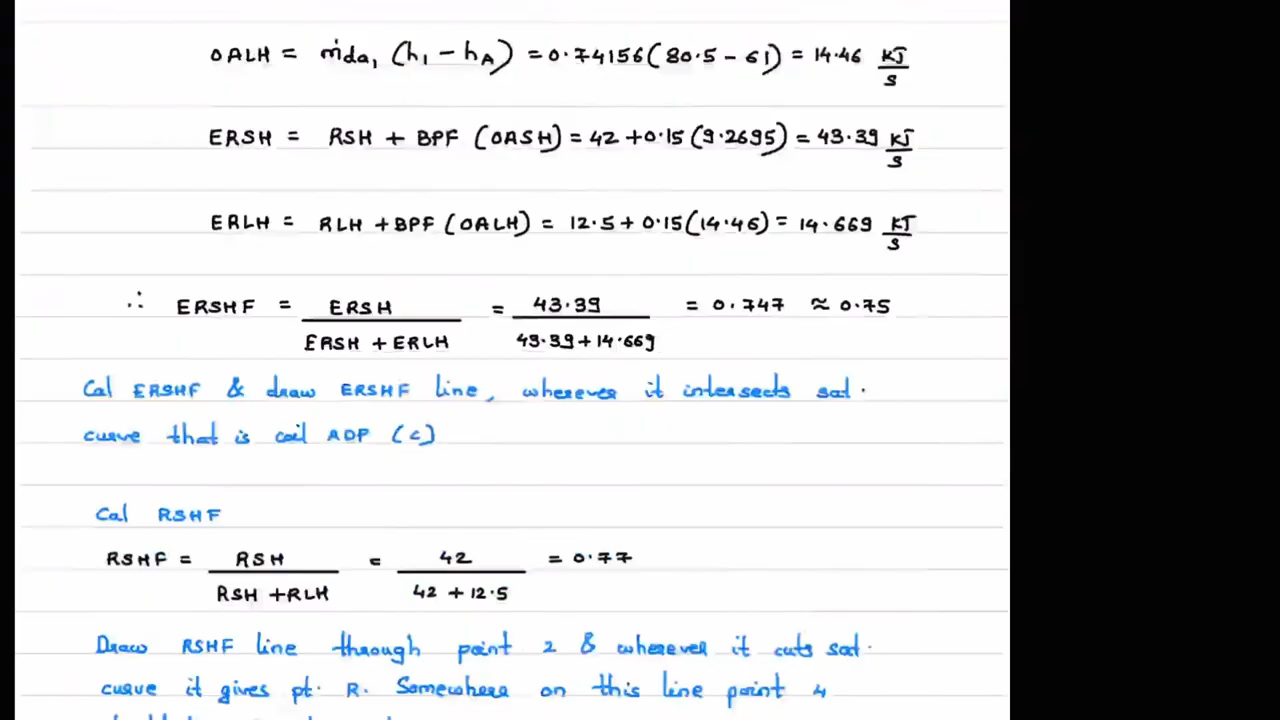 OALH = ṁda₁ (h₁ - hA) = 0.74156(80.5 - 61) = 14.46 KJ/s
ERSH = RSH + BPF (OASH) = 42 + 0.15 (9.2695) = 43.39 KJ/s
ERLH = RLH + BPF (OALH) = 12.5 + 0.15 (14.46) = 14.669 KJ/s
∴ ERSHF = ERSH / (ERSH + ERLH) = 43.39 / (43.39 + 14.669) = 0.747 ≈ 0.75
Cal ERSHF & draw ERSHF line, wherever it intersects sat.
curve that is coil ADP (c)
Cal RSHF
RSHF = RSH / (RSH + RLH) = 42 / (42 + 12.5) = 0.77
Draw RSHF line through point 2 & wherever it cuts sat.
curve it gives pt. R. Somewhere on this line point 4